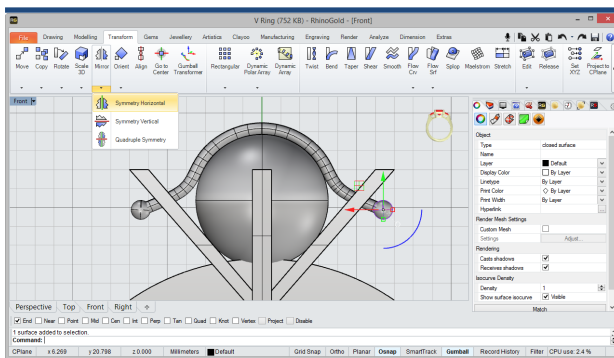 V Ring (752 KB) - RhinoGold - [Front]
File Drawing Modelling Transform Gems Jewellery Artistics Clayoo Manufacturing Engraving Render Analyze Dimension Extras
Move Copy Rotate Scale 3D Mirror Orient Align Go to Center Gumball Transformer Rectangular Dynamic Polar Array Dynamic Array Twist Bend Taper Shear Smooth Flow Crv Flow Srf Splop Maelstrom Stretch Edit Release Set XYZ Project to CPlane
Front
Symmetry Horizontal
Symmetry Vertical
Quadruple Symmetry
Object
Type closed surface
Name
Layer Default
Display Color By Layer
Linetype By Layer
Print Color By Layer
Print Width By Layer
Hyperlink
Render Mesh Settings
Custom Mesh
Settings Adjust...
Rendering
Casts shadows
Receives shadows
Isocurve Density
Density 1
Show surface isocurve Visible
Match
Perspective Top Front Right
End Near Point Mid Cen Int Perp Tan Quad Knot Vertex Project Disable
1 surface added to selection.
Command:
CPlane x 6.269 y 20.798 z 0.000 Millimeters Default Grid Snap Ortho Planar Osnap SmartTrack Gumball Record History Filter CPU use: 2.4 %